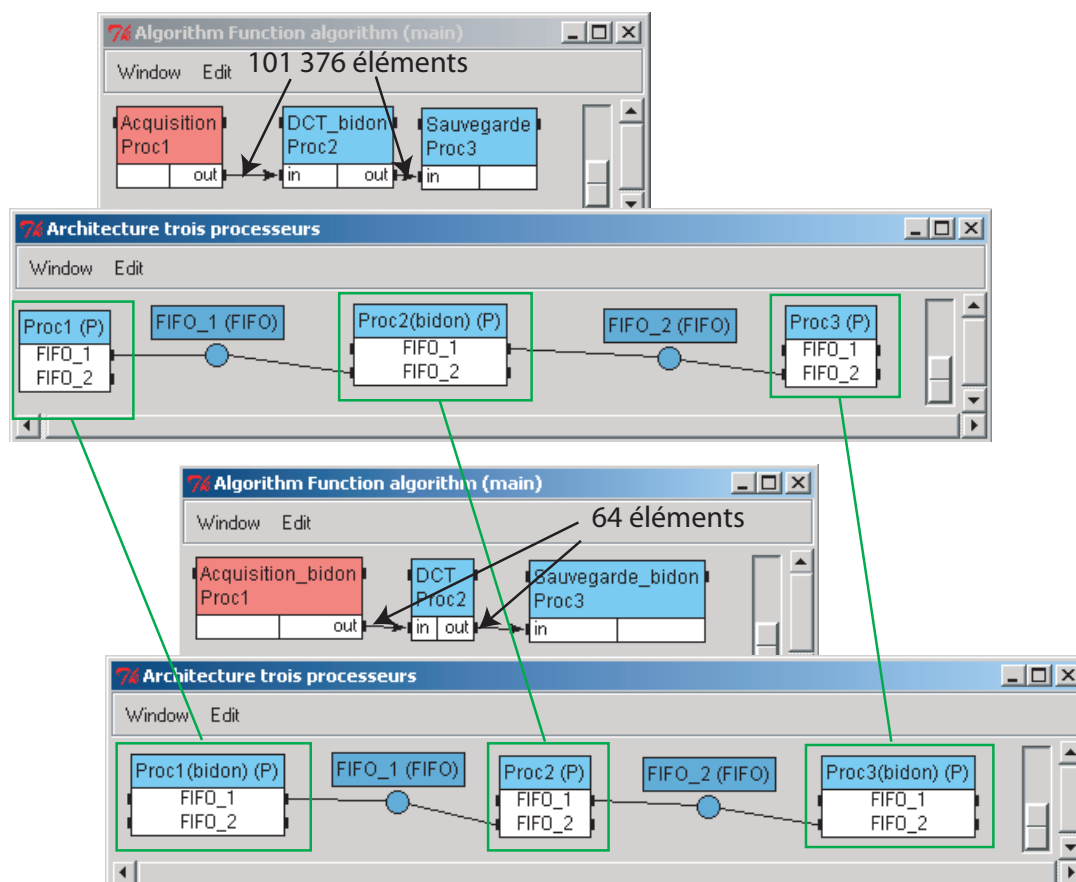 Algorithm Function algorithm (main)
Window Edit
101 376 éléments
Acquisition
Proc1
out
DCT_bidon
Proc2
in out
Sauvegarde
Proc3
in
Architecture trois processeurs
Window Edit
Proc1 (P)
FIFO_1
FIFO_2
FIFO_1 (FIFO)
Proc2(bidon) (P)
FIFO_1
FIFO_2
FIFO_2 (FIFO)
Proc3 (P)
FIFO_1
FIFO_2
Algorithm Function algorithm (main)
Window Edit
64 éléments
Acquisition_bidon
Proc1
out
DCT
Proc2
in out
Sauvegarde_bidon
Proc3
in
Architecture trois processeurs
Window Edit
Proc1(bidon) (P)
FIFO_1
FIFO_2
FIFO_1 (FIFO)
Proc2 (P)
FIFO_1
FIFO_2
FIFO_2 (FIFO)
Proc3(bidon) (P)
FIFO_1
FIFO_2